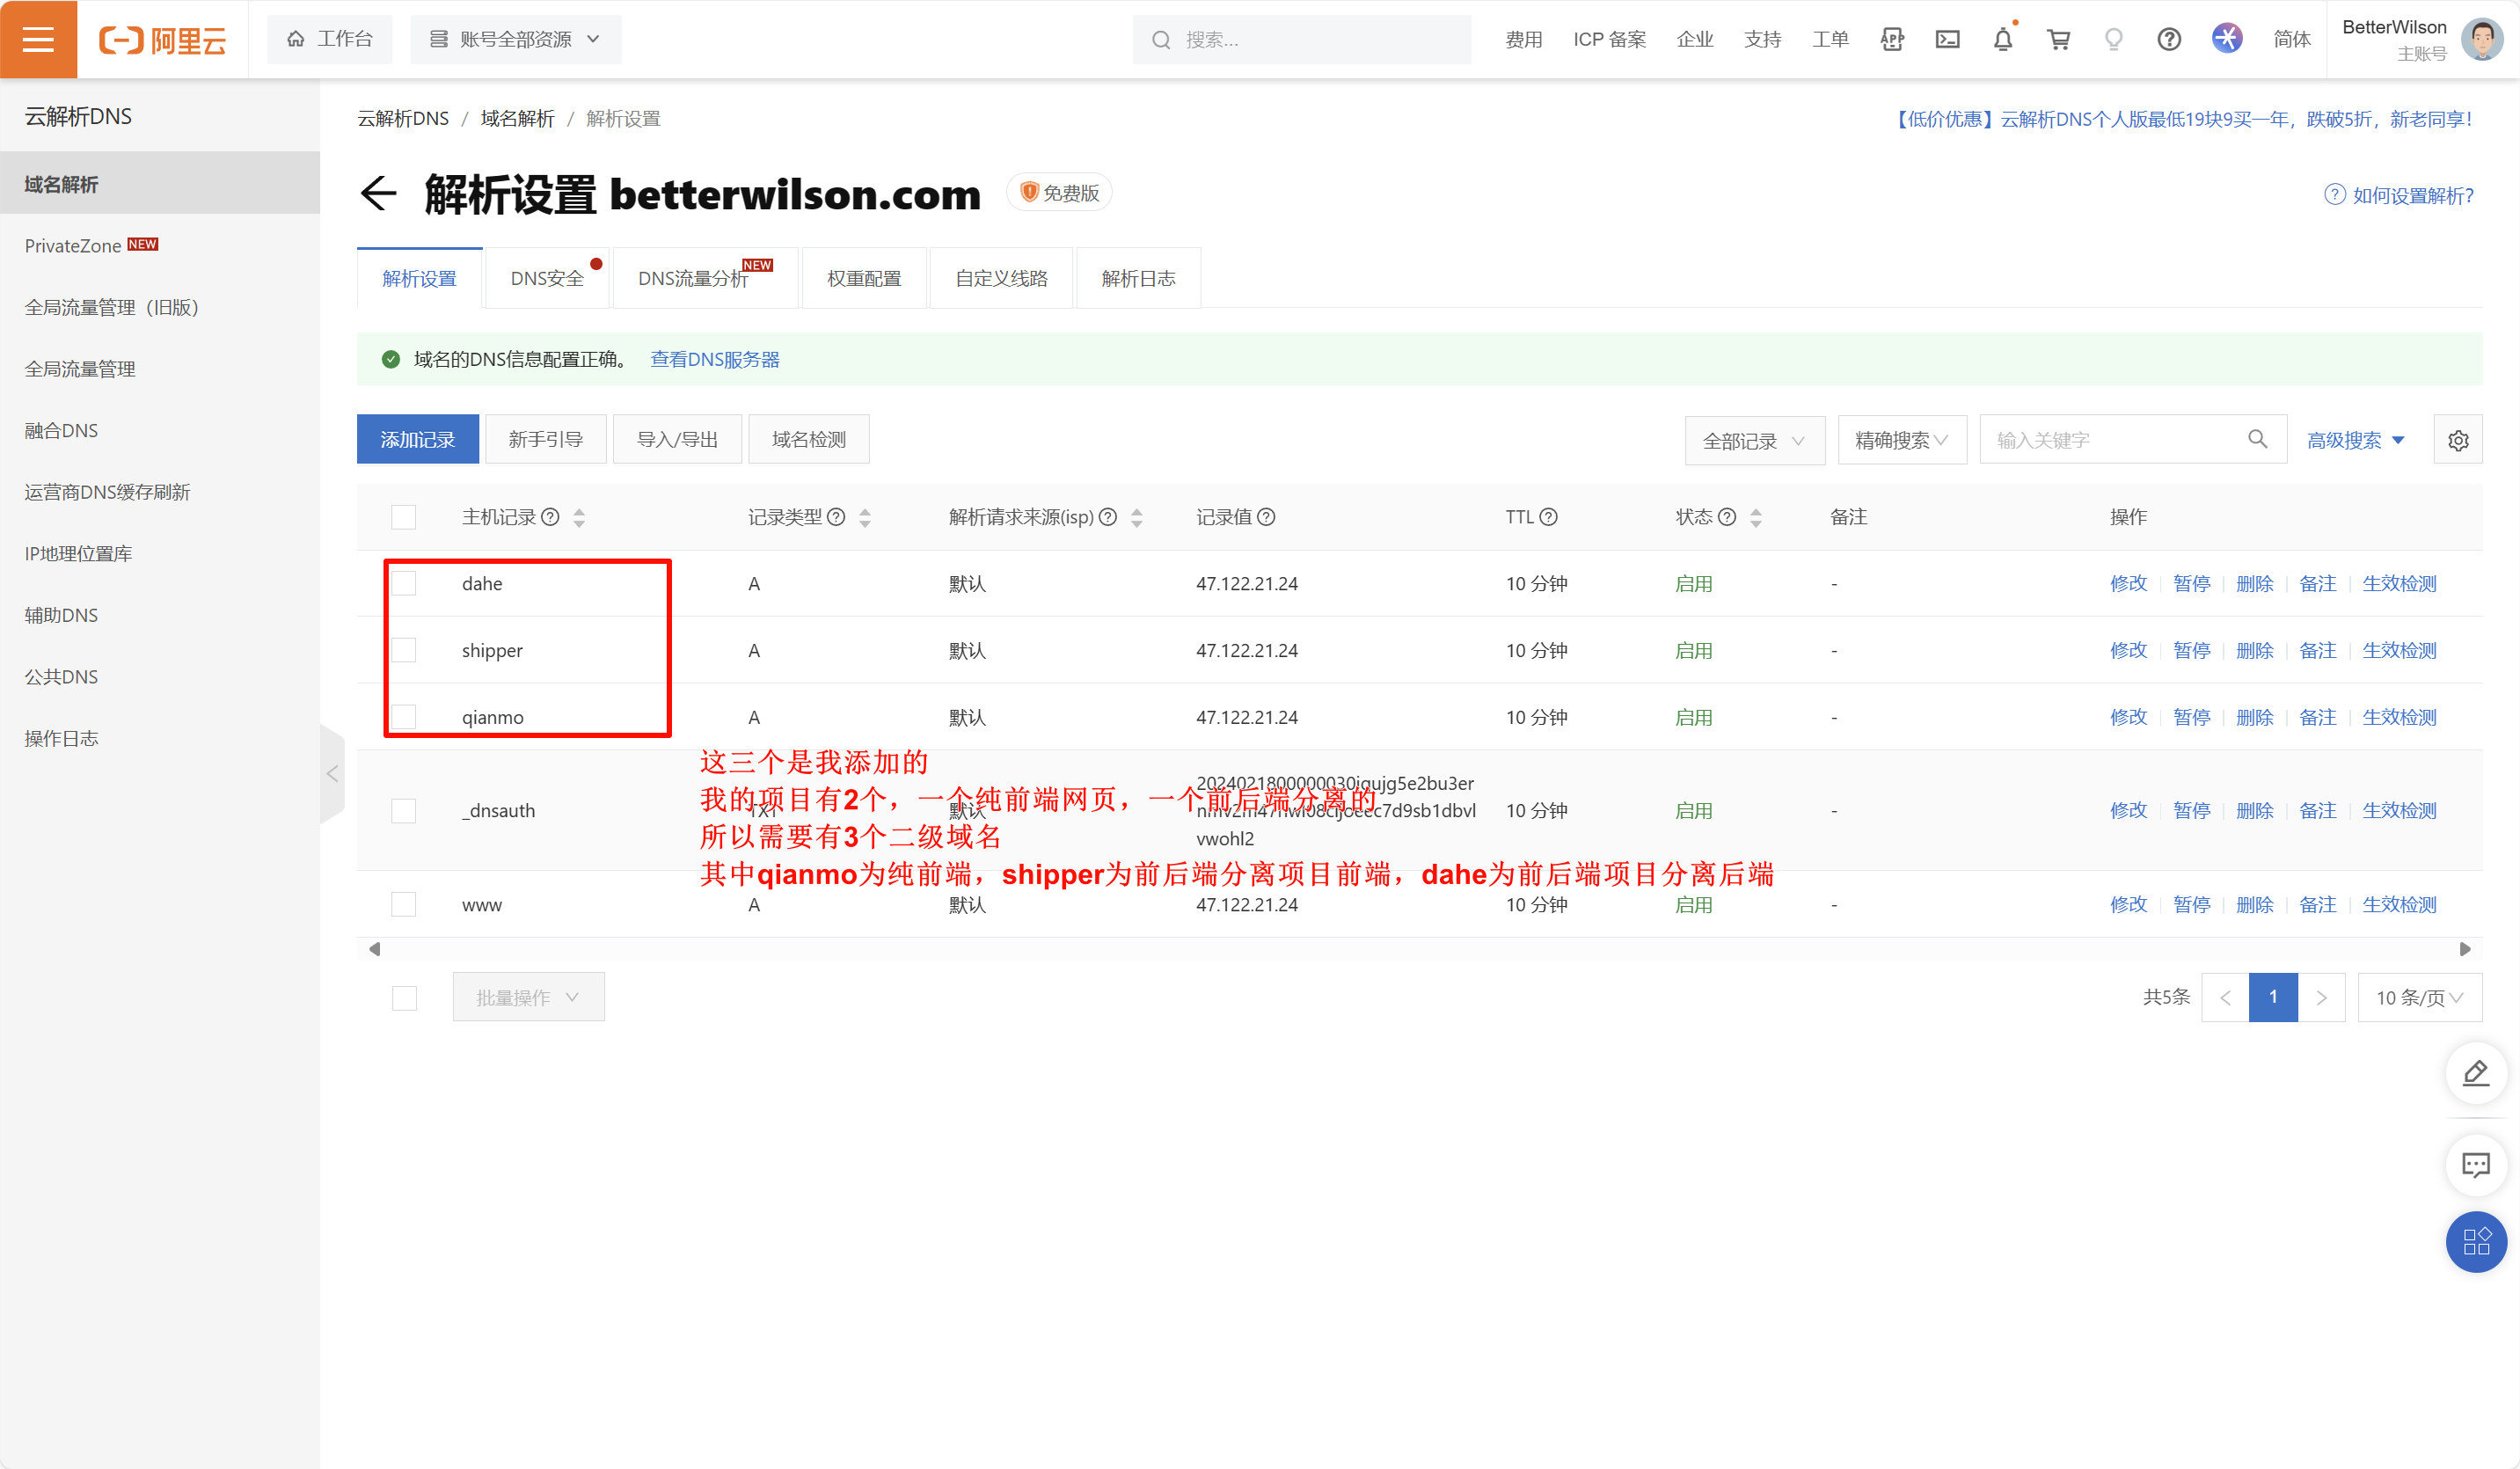 阿里云
工作台
账号全部资源
搜索...
费用
ICP 备案
企业
支持
工单
APP
简体
BetterWilson
主账号
云解析DNS
域名解析
PrivateZone NEW
全局流量管理（旧版）
全局流量管理
融合DNS
运营商DNS缓存刷新
IP地理位置库
辅助DNS
公共DNS
操作日志
云解析DNS / 域名解析 / 解析设置
【低价优惠】云解析DNS个人版最低19块9买一年，跌破5折，新老同享！
解析设置 betterwilson.com
免费版
如何设置解析?
解析设置
DNS安全
DNS流量分析 NEW
权重配置
自定义线路
解析日志
域名的DNS信息配置正确。 查看DNS服务器
添加记录
新手引导
导入/导出
域名检测
全部记录
精确搜索
输入关键字
高级搜索
主机记录 记录类型 解析请求来源(isp) 记录值 TTL 状态 备注 操作
dahe A 默认 47.122.21.24 10 分钟 启用 - 修改 暂停 删除 备注 生效检测
shipper A 默认 47.122.21.24 10 分钟 启用 - 修改 暂停 删除 备注 生效检测
qianmo A 默认 47.122.21.24 10 分钟 启用 - 修改 暂停 删除 备注 生效检测
这三个是我添加的
我的项目有2个，一个纯前端网页，一个前后端分离的
所以需要有3个二级域名
其中qianmo为纯前端，shipper为前后端分离项目前端，dahe为前后端项目分离后端
_dnsauth TXT 默认 10 分钟 启用 - 修改 暂停 删除 备注 生效检测
vwohl2
www A 默认 47.122.21.24 10 分钟 启用 - 修改 暂停 删除 备注 生效检测
批量操作
共5条
1
10 条/页